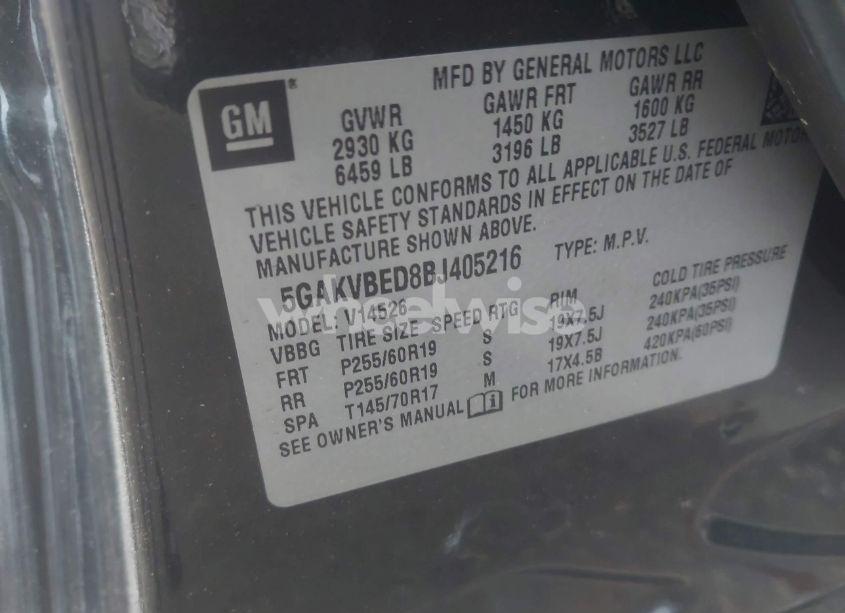 MFD BY GENERAL MOTORS LLC
GM
GVWR GAWR FRT GAWR RR
2930 KG 1450 KG 1600 KG
6459 LB 3196 LB 3527 LB
THIS VEHICLE CONFORMS TO ALL APPLICABLE U.S. FEDERAL MOTOR
VEHICLE SAFETY STANDARDS IN EFFECT ON THE DATE OF
MANUFACTURE SHOWN ABOVE.
5GAKVBED8BJ405216 TYPE: M.P.V.
wheelwise
MODEL: V14526
VBBG TIRE SIZE SPEED RTG RIM COLD TIRE PRESSURE
FRT P255/60R19 S 19X7.5J 240KPA(35PSI)
RR P255/60R19 S 19X7.5J 240KPA(35PSI)
SPA T145/70R17 M 17X4.5B 420KPA(60PSI)
SEE OWNER'S MANUAL FOR MORE INFORMATION.